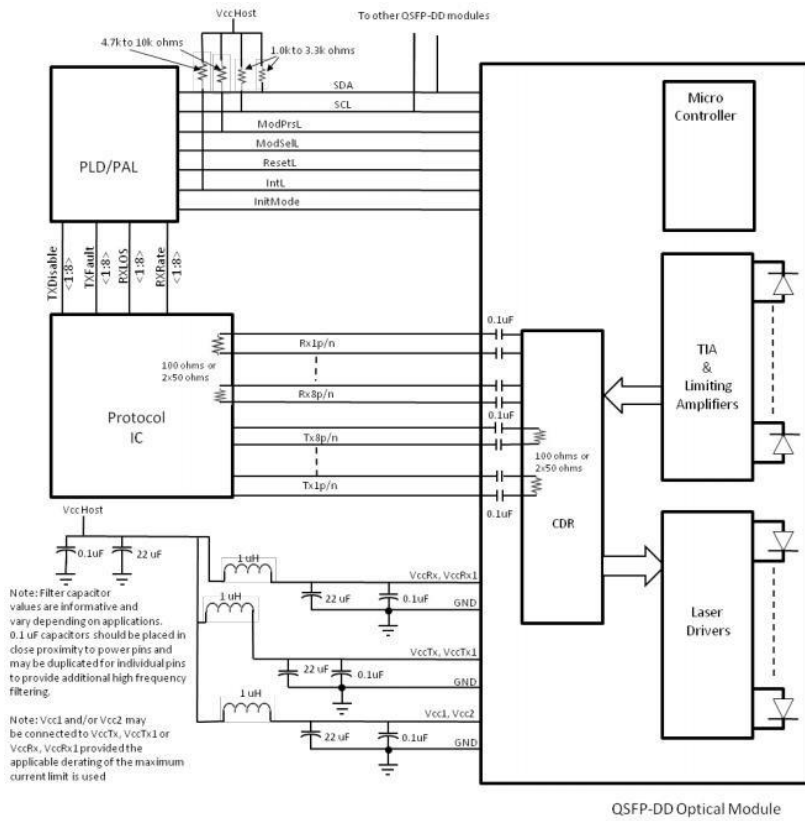 To other QSFP-DD modules
Vcc Host
4.7k to 10k ohms
1.0k to 3.3k ohms
SDA
SCL
ModPrsL
ModSelL
ResetL
IntL
InitMode
PLD/PAL
Micro
Controller
TXDisable
<1:8>
TXFault
<1:8>
RXLOS
<1:8>
RXRate
<1:8>
0.1uF
Rx1p/n
100 ohms or
2x50 ohms
Rx8p/n
0.1uF
Protocol
IC
Tx8p/n
100 ohms or
2x50 ohms
Tx1p/n
0.1uF
CDR
TIA
&
Limiting
Amplifiers
Laser
Drivers
Vcc Host
0.1uF
22 uF
1 uH
VccRx, VccRx1
22 uF
0.1uF
GND
1 uH
VccTx, VccTx1
22 uF
0.1uF
GND
1 uH
Vcc1, Vcc2
22 uF
0.1uF
GND
Note: Filter capacitor
values are informative and
vary depending on applications.
0.1 uF capacitors should be placed in
close proximity to power pins and
may be duplicated for individual pins
to provide additional high frequency
filtering.
Note: Vcc1 and/or Vcc2 may
be connected to VccTx, VccTx1 or
VccRx, VccRx1 provided the
applicable derating of the maximum
current limit is used
QSFP-DD Optical Module